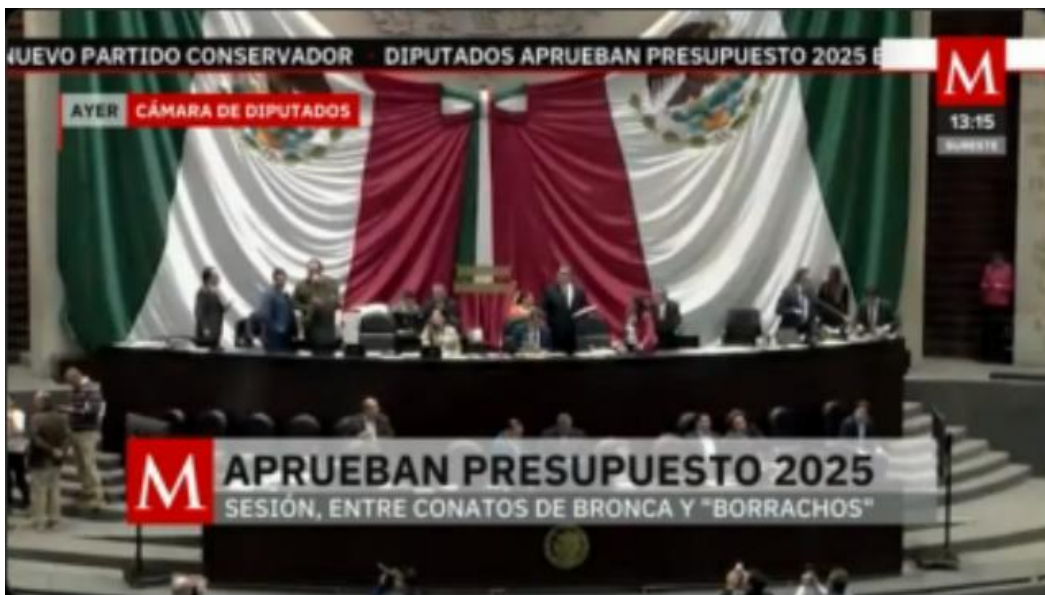 NUEVO PARTIDO CONSERVADOR · DIPUTADOS APRUEBAN PRESUPUESTO 2025 E
M
AYER CÁMARA DE DIPUTADOS
13:15
SURESTE
M APRUEBAN PRESUPUESTO 2025
SESIÓN, ENTRE CONATOS DE BRONCA Y "BORRACHOS"